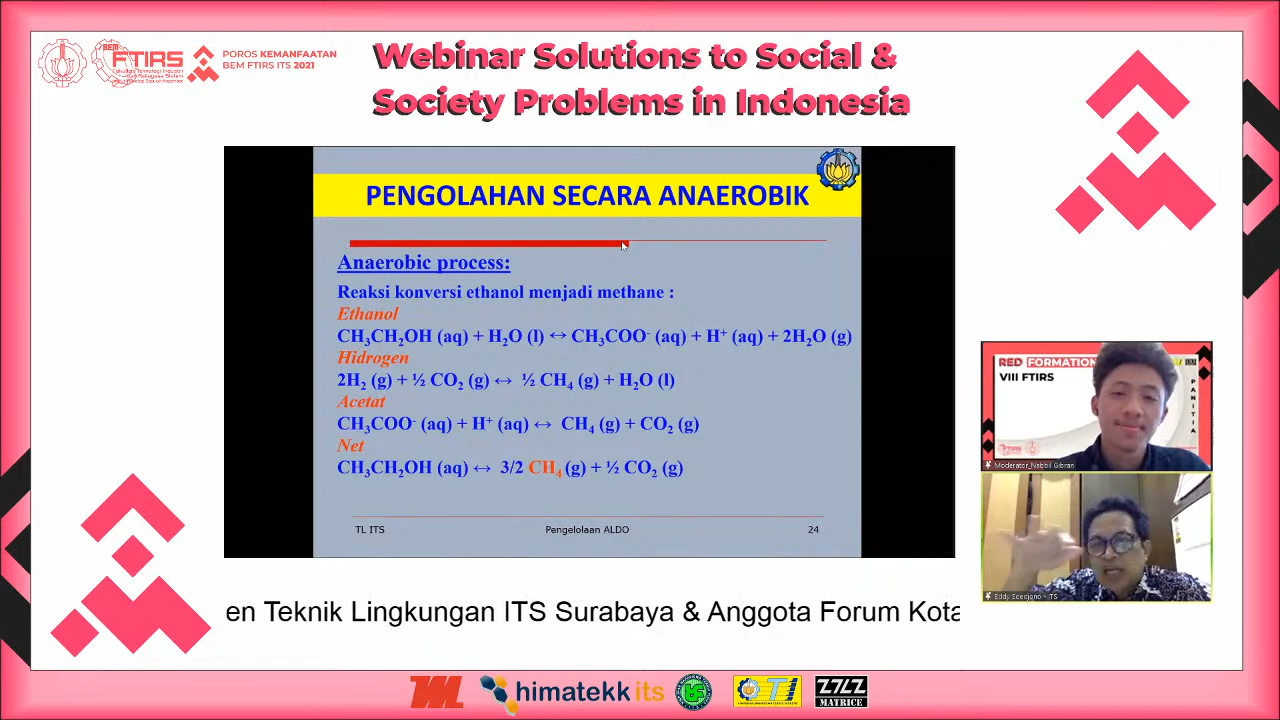 BEM
FTIRS
POROS KEMANFAATAN
BEM FTIRS ITS 2021
Webinar Solutions to Social &
Society Problems in Indonesia
PENGOLAHAN SECARA ANAEROBIK
Anaerobic process:
Reaksi konversi ethanol menjadi methane :
Ethanol
CH₃CH₂OH (aq) + H₂O (l) ↔ CH₃COO⁻ (aq) + H⁺ (aq) + 2H₂O (g)
Hidrogen
2H₂ (g) + ½ CO₂ (g) ↔ ½ CH₄ (g) + H₂O (l)
Acetat
CH₃COO⁻ (aq) + H⁺ (aq) ↔ CH₄ (g) + CO₂ (g)
Net
CH₃CH₂OH (aq) ↔ 3/2 CH₄ (g) + ½ CO₂ (g)
TL ITS
Pengelolaan ALDO
24
RED FORMATION
VIII FTIRS
PANITIA
Moderator_Nabbil Gibran
Eddy Soedjono - ITS
en Teknik Lingkungan ITS Surabaya & Anggota Forum Kota
himatekk its
MATRICE